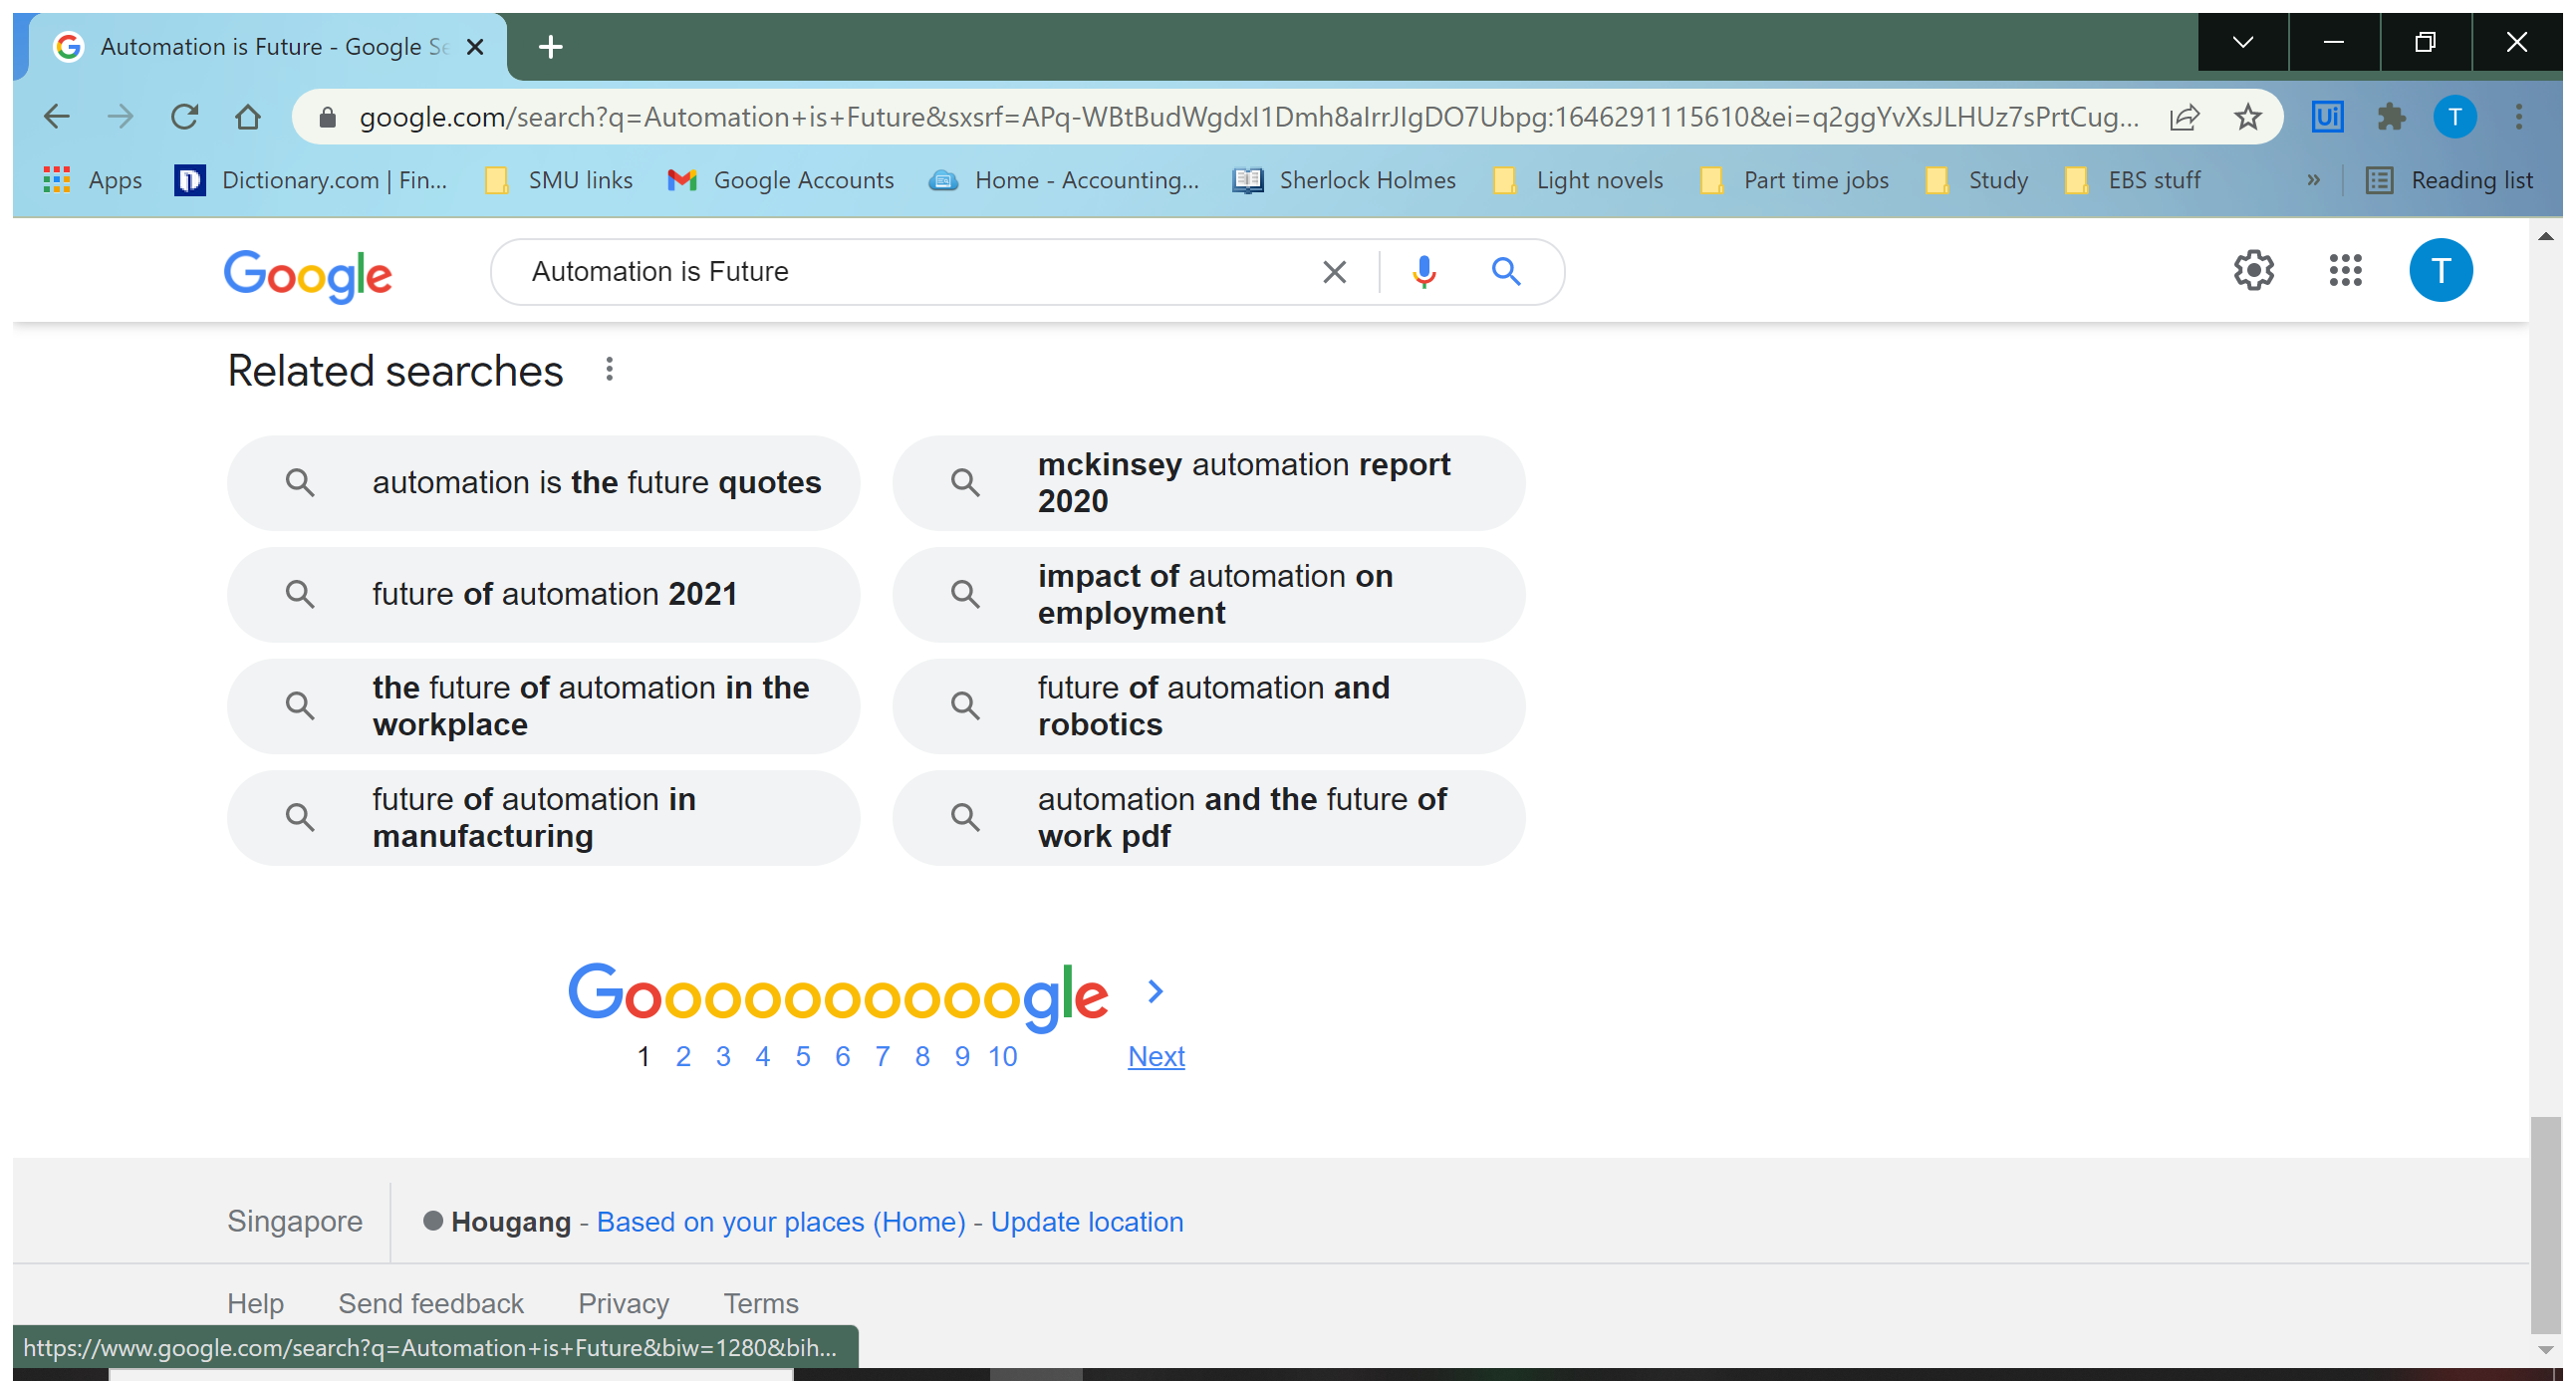 Automation is Future - Google Se
google.com/search?q=Automation+is+Future&sxsrf=APq-WBtBudWgdxI1Dmh8aIrrJIgDO7Ubpg:1646291115610&ei=q2ggYvXsJLHUz7sPrtCug...
Ui
T
Apps
Dictionary.com | Fin...
SMU links
Google Accounts
Home - Accounting...
Sherlock Holmes
Light novels
Part time jobs
Study
EBS stuff
»
Reading list
Google
Automation is Future
T
Related searches
automation is the future quotes
mckinsey automation report
2020
future of automation 2021
impact of automation on
employment
the future of automation in the
workplace
future of automation and
robotics
future of automation in
manufacturing
automation and the future of
work pdf
Goooooooooogle
1 2 3 4 5 6 7 8 9 10 Next
Singapore
Hougang - Based on your places (Home) - Update location
Help Send feedback Privacy Terms
https://www.google.com/search?q=Automation+is+Future&biw=1280&bih...